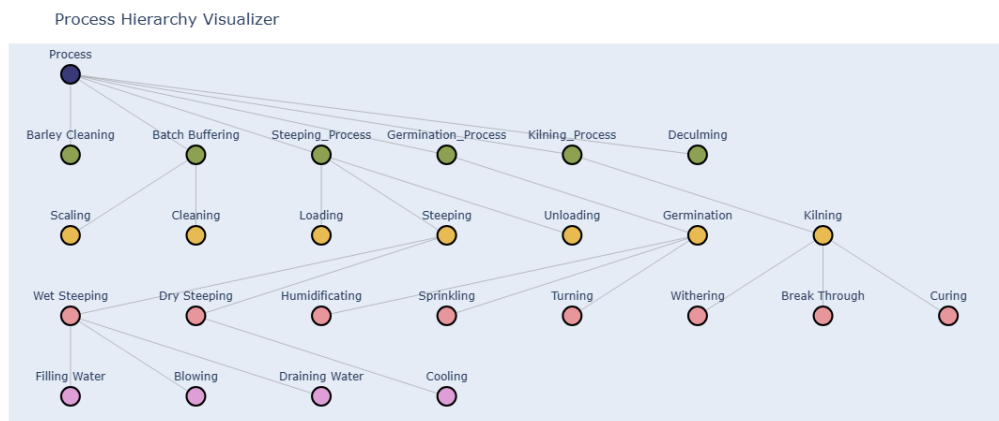 Process Hierarchy Visualizer
Process
Barley Cleaning Batch Buffering Steeping_Process Germination_Process Kilning_Process Deculming
Scaling Cleaning Loading Steeping Unloading Germination Kilning
Wet Steeping Dry Steeping Humidificating Sprinkling Turning Withering Break Through Curing
Filling Water Blowing Draining Water Cooling